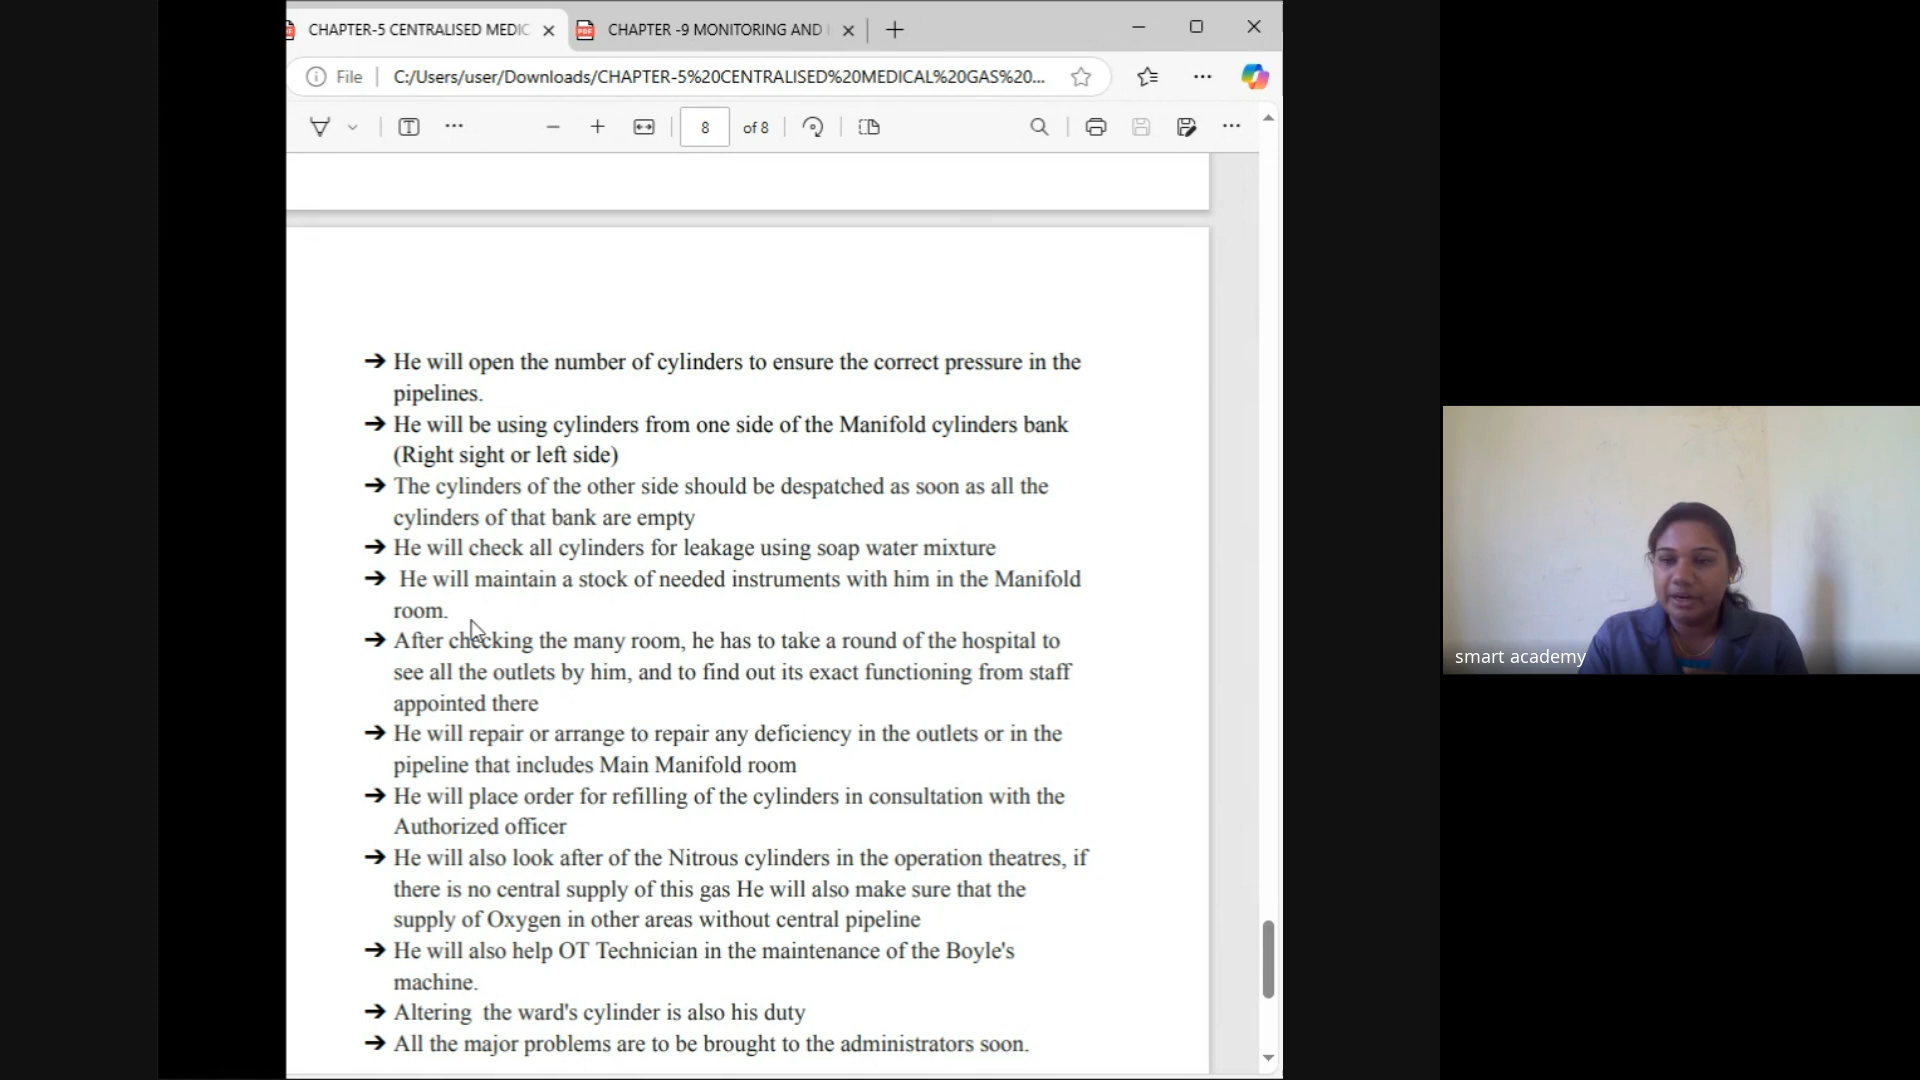 CHAPTER-5 CENTRALISED MEDIC
CHAPTER -9 MONITORING AND
File
C:/Users/user/Downloads/CHAPTER-5%20CENTRALISED%20MEDICAL%20GAS%20...
8 of 8
➔ He will open the number of cylinders to ensure the correct pressure in the
pipelines.
➔ He will be using cylinders from one side of the Manifold cylinders bank
(Right sight or left side)
➔ The cylinders of the other side should be despatched as soon as all the
cylinders of that bank are empty
➔ He will check all cylinders for leakage using soap water mixture
➔ He will maintain a stock of needed instruments with him in the Manifold
room.
➔ After checking the many room, he has to take a round of the hospital to
see all the outlets by him, and to find out its exact functioning from staff
appointed there
➔ He will repair or arrange to repair any deficiency in the outlets or in the
pipeline that includes Main Manifold room
➔ He will place order for refilling of the cylinders in consultation with the
Authorized officer
➔ He will also look after of the Nitrous cylinders in the operation theatres, if
there is no central supply of this gas He will also make sure that the
supply of Oxygen in other areas without central pipeline
➔ He will also help OT Technician in the maintenance of the Boyle's
machine.
➔ Altering the ward's cylinder is also his duty
➔ All the major problems are to be brought to the administrators soon.
smart academy